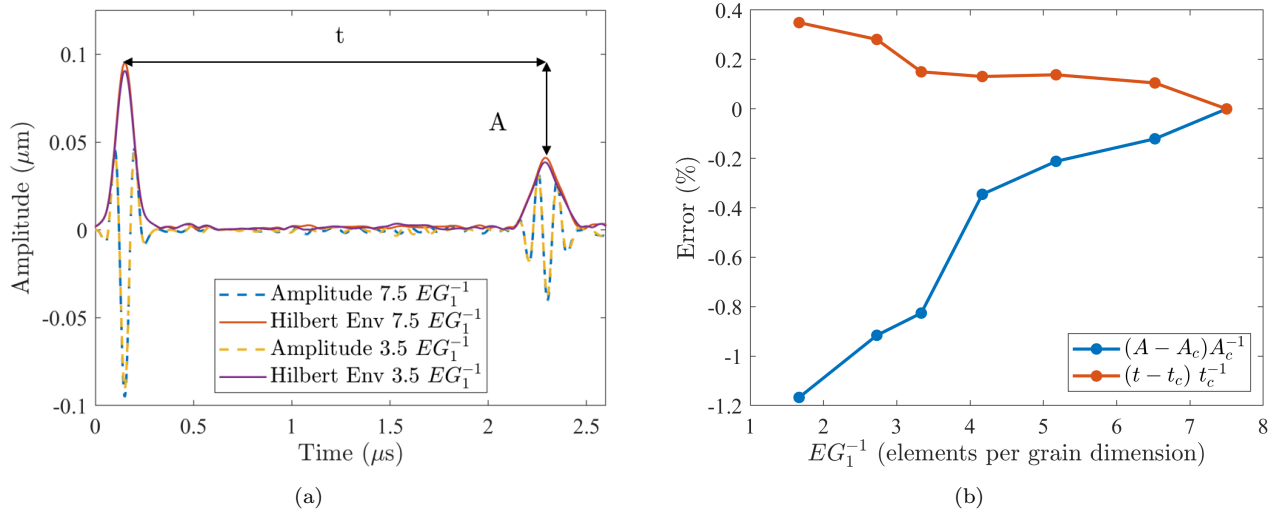 t
A
0.1
0.05
0
-0.05
-0.1
Amplitude (μm)
0 0.5 1 1.5 2 2.5
Time (μs)
Amplitude 7.5 EG₁⁻¹
Hilbert Env 7.5 EG₁⁻¹
Amplitude 3.5 EG₁⁻¹
Hilbert Env 3.5 EG₁⁻¹
(a)
0.4
0.2
0
-0.2
-0.4
-0.6
-0.8
-1
-1.2
Error (%)
1 2 3 4 5 6 7 8
EG₁⁻¹ (elements per grain dimension)
(A − A_c)A_c⁻¹
(t − t_c) t_c⁻¹
(b)